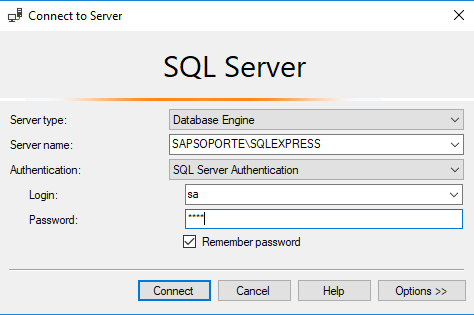 Connect to Server
SQL Server
Server type: Database Engine
Server name: SAPSOPORTE\SQLEXPRESS
Authentication: SQL Server Authentication
Login: sa
Password: ****
Remember password
Connect Cancel Help Options >>